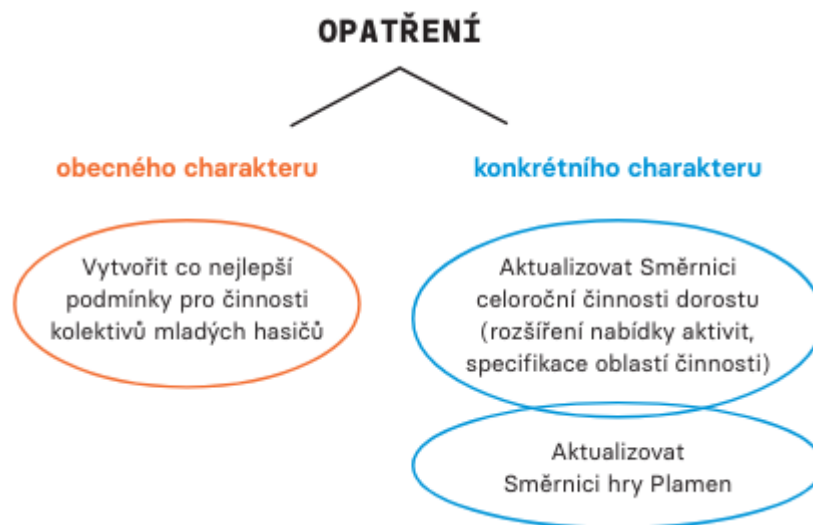 OPATŘENÍ
obecného charakteru
Vytvořit co nejlepší
podmínky pro činnosti
kolektivů mladých hasičů
konkrétního charakteru
Aktualizovat Směrnici
celoroční činnosti dorostu
(rozšíření nabídky aktivit,
specifikace oblastí činnosti)
Aktualizovat
Směrnici hry Plamen